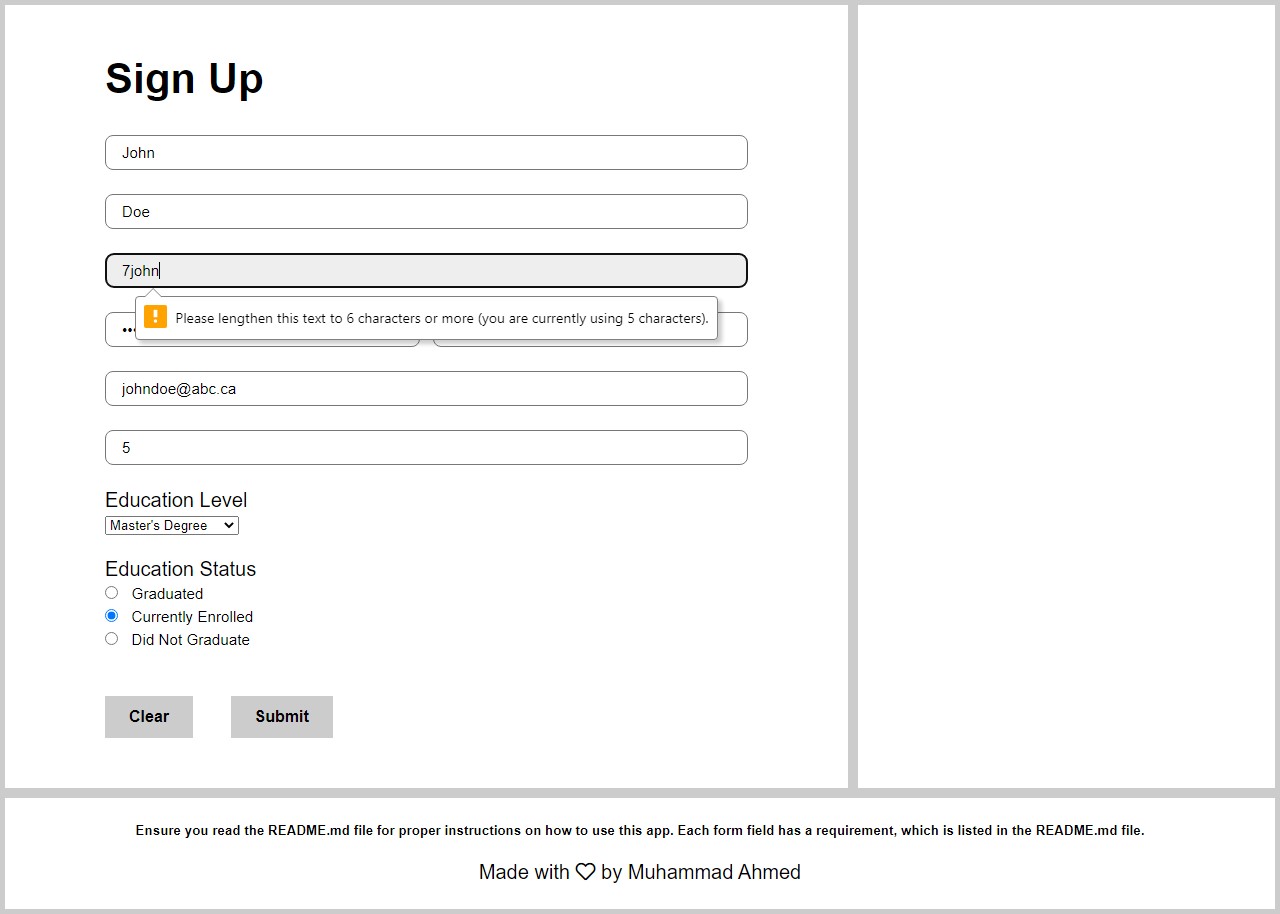 Sign Up
John
Doe
7john
Please lengthen this text to 6 characters or more (you are currently using 5 characters).
johndoe@abc.ca
5
Education Level
Master's Degree
Education Status
Graduated
Currently Enrolled
Did Not Graduate
Clear Submit
Ensure you read the README.md file for proper instructions on how to use this app. Each form field has a requirement, which is listed in the README.md file.
Made with ♡ by Muhammad Ahmed